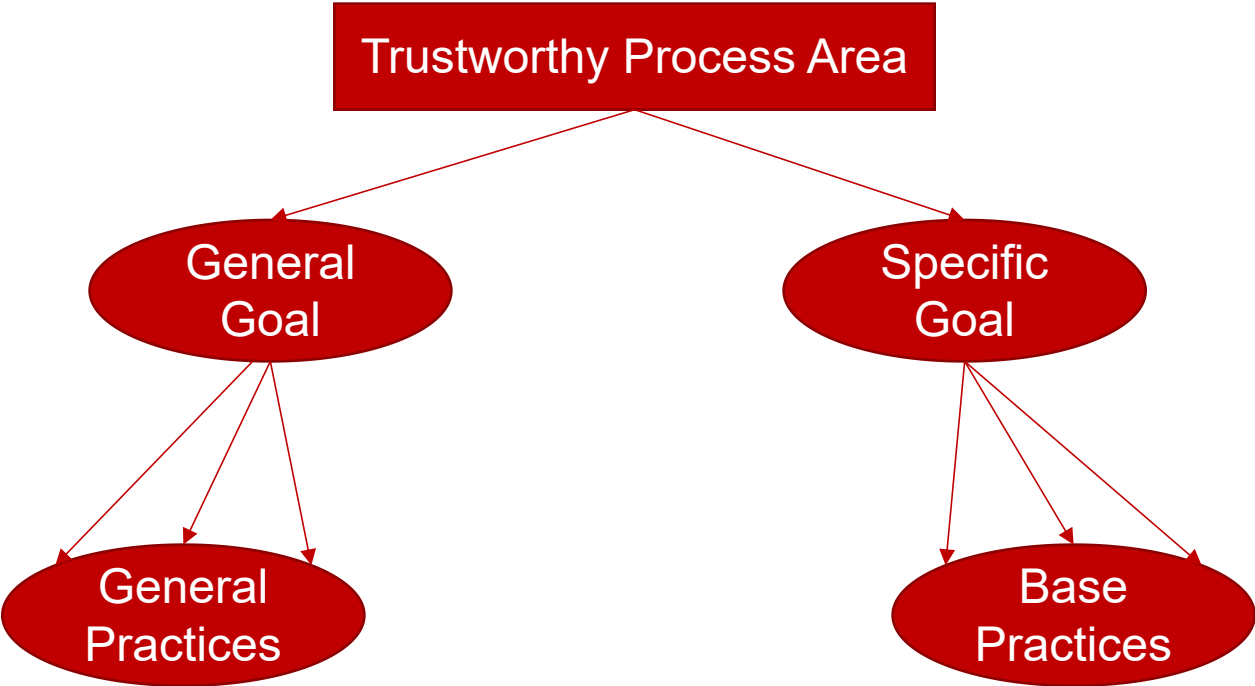 Trustworthy Process Area
General
Goal
Specific
Goal
General
Practices
Base
Practices